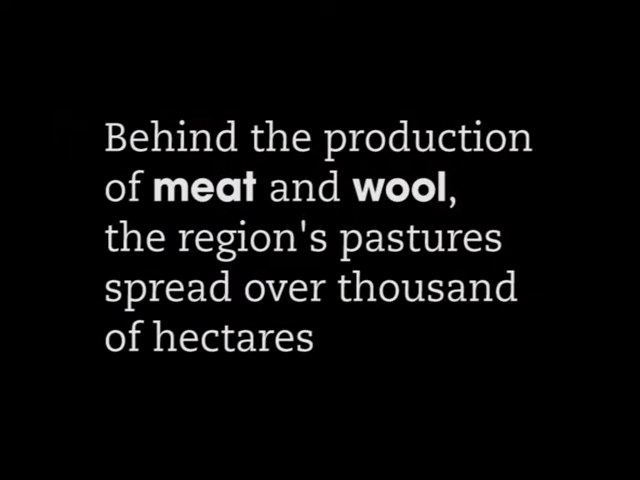 Behind the production
of meat and wool,
the region's pastures
spread over thousand
of hectares